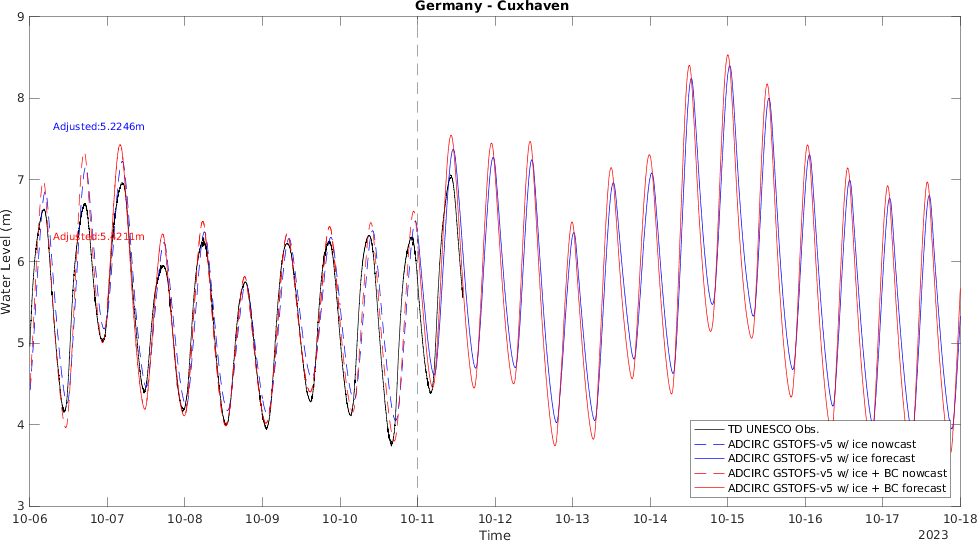 Germany - Cuxhaven
9
8
7
6
5
4
3
Water Level (m)
Adjusted:5.2246m
Adjusted:5.4211m
TD UNESCO Obs.
ADCIRC GSTOFS-v5 w/ ice nowcast
ADCIRC GSTOFS-v5 w/ ice forecast
ADCIRC GSTOFS-v5 w/ ice + BC nowcast
ADCIRC GSTOFS-v5 w/ ice + BC forecast
10-06 10-07 10-08 10-09 10-10 10-11 10-12 10-13 10-14 10-15 10-16 10-17 10-18
Time
2023